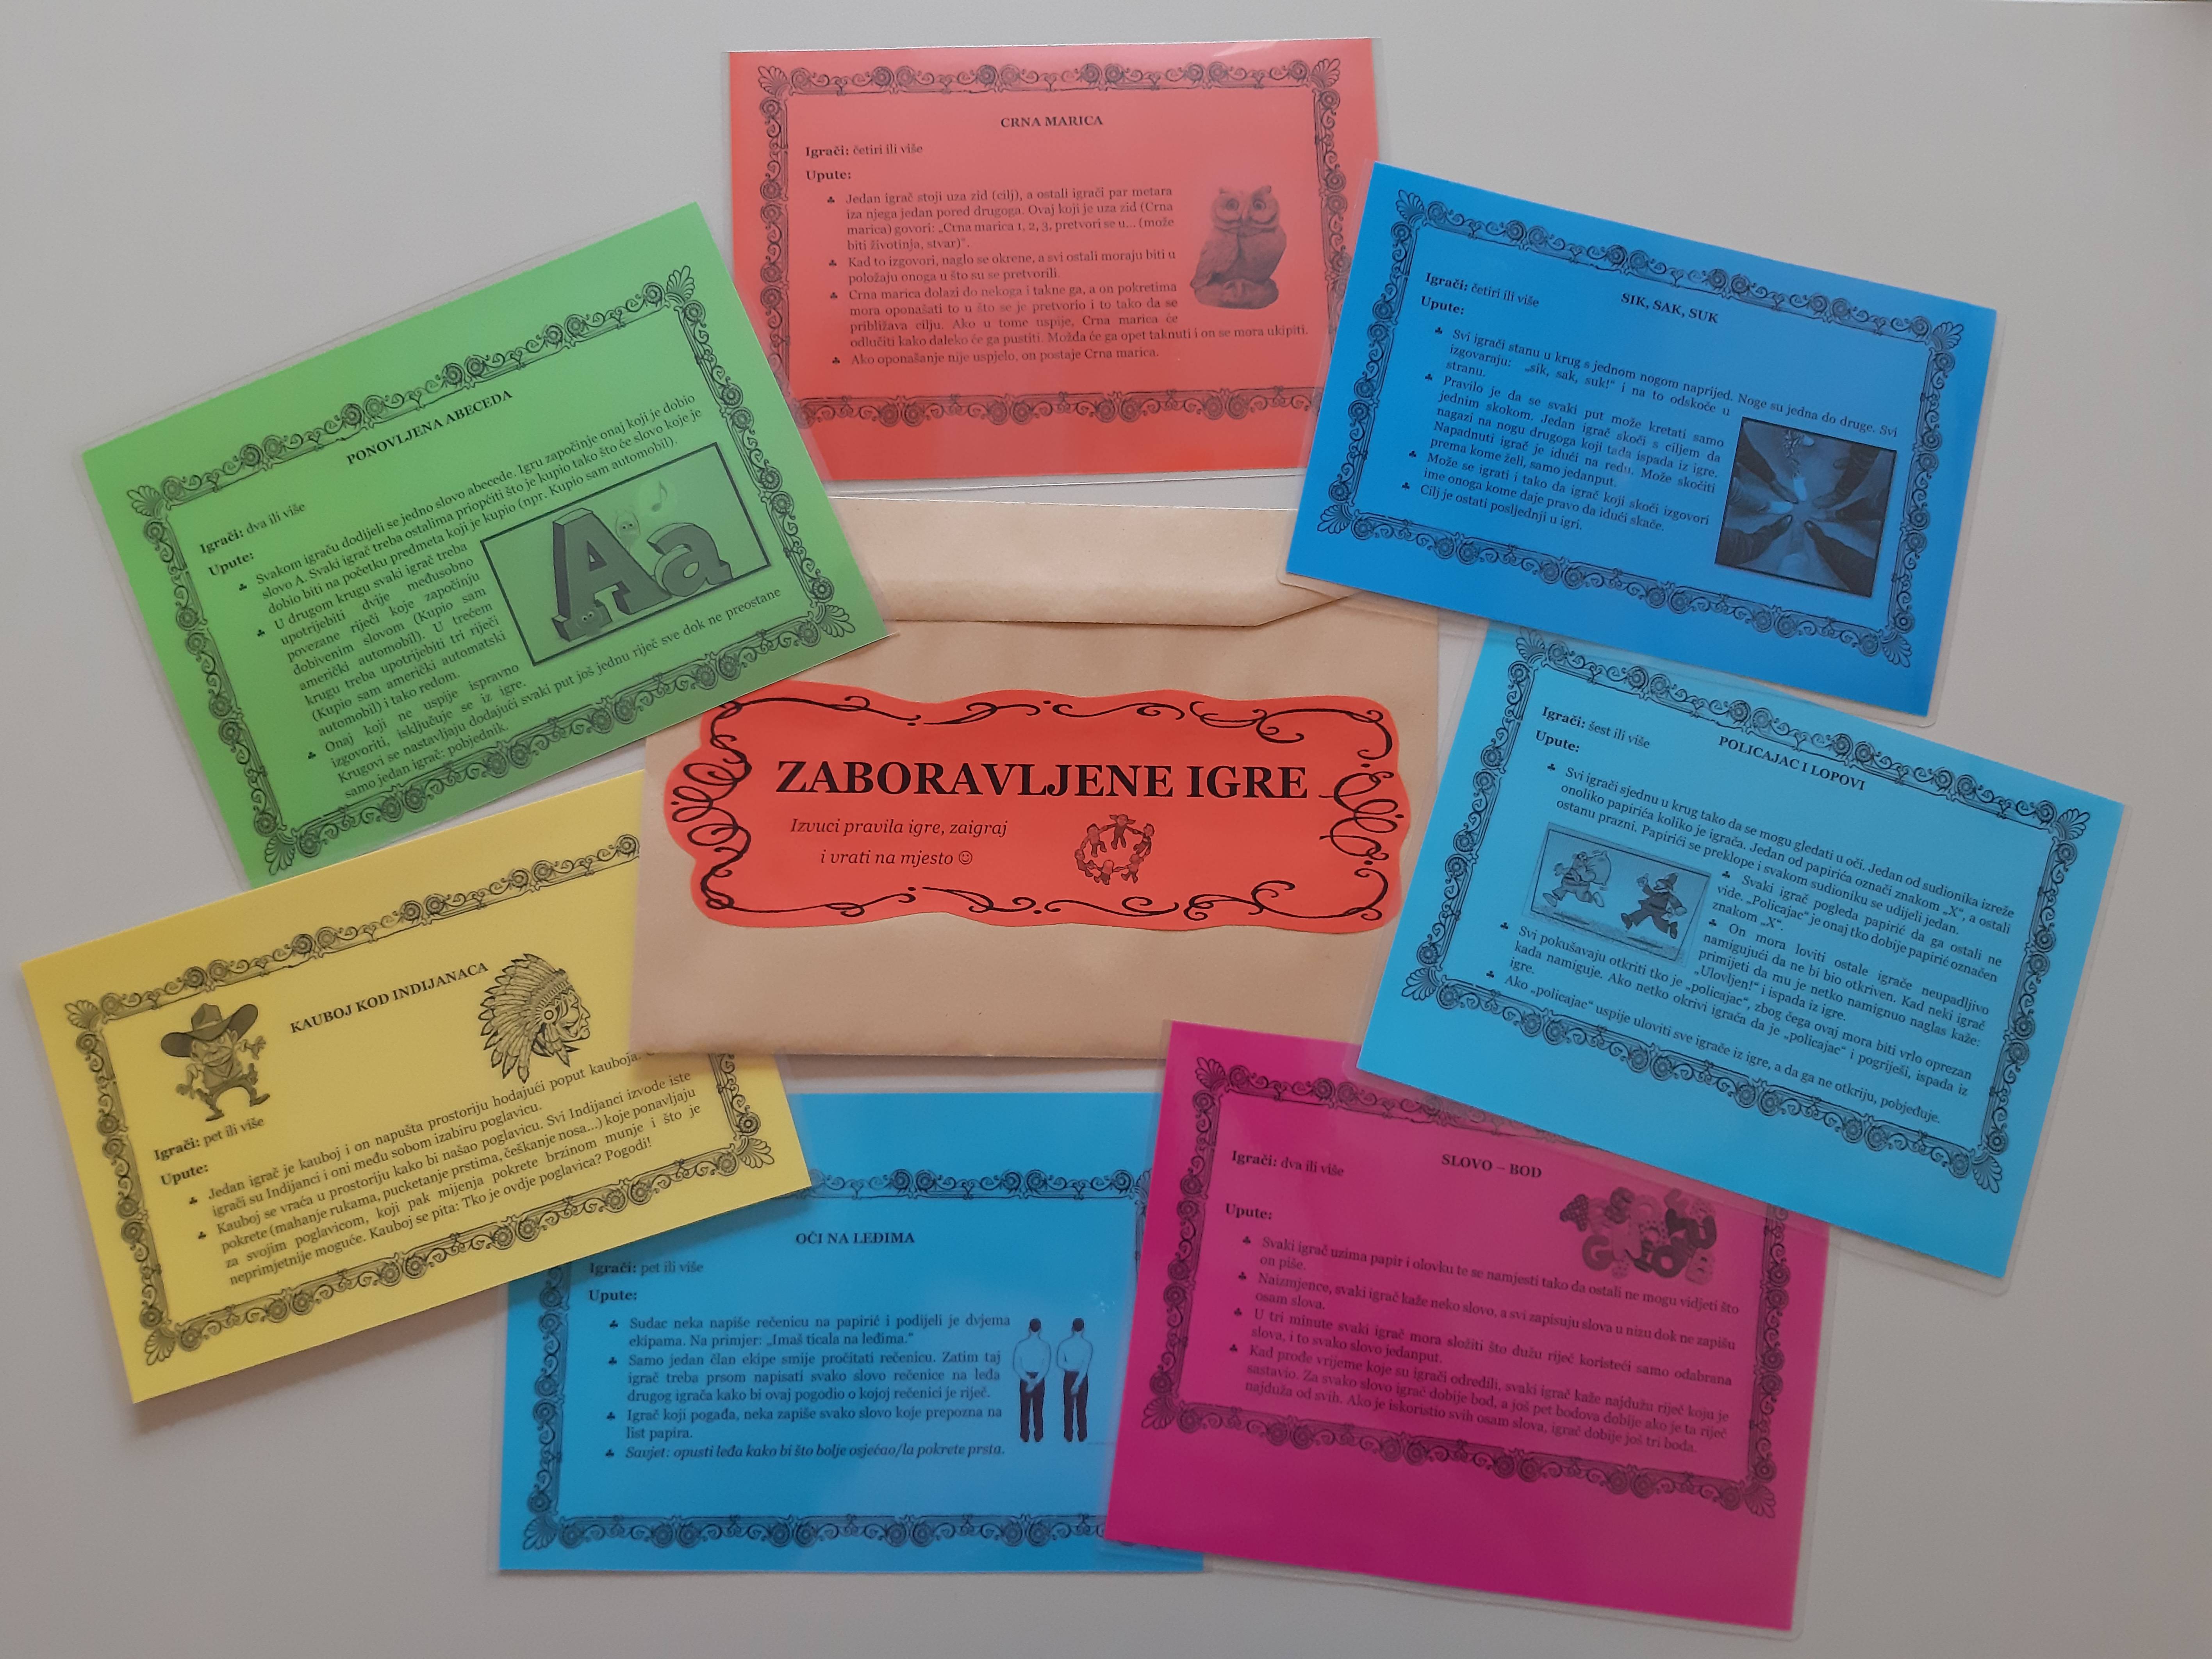 CRNA MARICA
Igrači: četiri ili više
Upute:
Jedan igrač stoji uza zid (cilj), a ostali igrači par metara
iza njega jedan pored drugoga. Ovaj koji je uza zid (Crna
marica) govori: „Crna marica 1, 2, 3, pretvori se u... (može
biti životinja, stvar)“.
Kad to izgovori, naglo se okrene, a svi ostali moraju biti u
položaju onoga u što su se pretvorili.
Crna marica dolazi do nekoga i takne ga, a on pokretima
mora oponašati to u što se je pretvorio i to tako da se
približava cilju. Ako u tome uspije, Crna marica će
odlučiti kako daleko će ga pustiti. Možda će ga opet taknuti i on se mora ukipiti.
Ako oponašanje nije uspjelo, on postaje Crna marica.
SIK, SAK, SUK
Igrači: četiri ili više
Upute:
Svi igrači stanu u krug s jednom nogom naprijed. Noge su jedna do druge. Svi
izgovaraju: „sik, sak, suk!“ i na to odskoče u
stranu.
Pravilo je da se svaki put može kretati samo
jednim skokom. Jedan igrač skoči s ciljem da
nagazi na nogu drugoga koji tada ispada iz igre.
Napadnuti igrač je idući na redu. Može skočiti
prema kome želi, samo jedanput.
Može se igrati i tako da igrač koji skoči izgovori
ime onoga kome daje pravo da idući skače.
Cilj je ostati posljednji u igri.
PONOVLJENA ABECEDA
Igrači: dva ili više
Upute:
Svakom igraču dodijeli se jedno slovo abecede. Igru započinje onaj koji je dobio
slovo A. Svaki igrač treba ostalima priopćiti što je kupio tako što će slovo koje je
dobio biti na početku predmeta koji je kupio (npr. Kupio sam automobil).
U drugom krugu svaki igrač treba
upotrijebiti dvije međusobno
povezane riječi koje započinju
dobivenim slovom (Kupio sam
američki automobil). U trećem
krugu treba upotrijebiti tri riječi
(Kupio sam američki automatski
automobil) i tako redom.
Onaj koji ne uspije ispravno
izgovoriti, isključuje se iz igre.
Krugovi se nastavljaju dodajući svaki put još jednu riječ sve dok ne preostane
samo jedan igrač: pobjednik.
Aa
ZABORAVLJENE IGRE
Izvuci pravila igre, zaigraj
i vrati na mjesto ☺
POLICAJAC I LOPOVI
Igrači: šest ili više
Upute:
Svi igrači sjednu u krug tako da se mogu gledati u oči. Jedan od sudionika izreže
onoliko papirića koliko je igrača. Jedan od papirića označi znakom „X“, a ostali
ostanu prazni. Papirići se preklope i svakom sudioniku se udijeli jedan.
Svaki igrač pogleda papirić da ga ostali ne
vide. „Policajac“ je onaj tko dobije papirić označen
znakom „X“.
On mora loviti ostale igrače neupadljivo
namigujući da ne bi bio otkriven. Kad neki igrač
primijeti da mu je netko namignuo naglas kaže:
„Ulovljen!“ i ispada iz igre.
Svi pokušavaju otkriti tko je „policajac“, zbog čega ovaj mora biti vrlo oprezan
kada namiguje. Ako netko okrivi igrača da je „policajac“ i pogriješi, ispada iz
igre.
Ako „policajac“ uspije uloviti sve igrače iz igre, a da ga ne otkriju, pobjeđuje.
KAUBOJ KOD INDIJANACA
Igrači: pet ili više
Upute:
Jedan igrač je kauboj i on napušta prostoriju hodajući poput kauboja.
igrači su Indijanci i oni među sobom izabiru poglavicu.
Kauboj se vraća u prostoriju kako bi našao poglavicu. Svi Indijanci izvode iste
pokrete (mahanje rukama, pucketanje prstima, češkanje nosa...) koje ponavljaju
za svojim poglavicom, koji pak mijenja pokrete brzinom munje i što je
neprimjetnije moguće. Kauboj se pita: Tko je ovdje poglavica? Pogodi!
OČI NA LEĐIMA
Igrači: pet ili više
Upute:
Sudac neka napiše rečenicu na papirić i podijeli je dvjema
ekipama. Na primjer: „Imaš ticala na leđima.“
Samo jedan član ekipe smije pročitati rečenicu. Zatim taj
igrač treba prsom napisati svako slovo rečenice na leđa
drugog igrača kako bi ovaj pogodio o kojoj rečenici je riječ.
Igrač koji pogađa, neka zapiše svako slovo koje prepozna na
list papira.
Savjet: opusti leđa kako bi što bolje osjećao/la pokrete prsta.
SLOVO – BOD
Igrači: dva ili više
Upute:
Svaki igrač uzima papir i olovku te se namjesti tako da ostali ne mogu vidjeti što
on piše.
Naizmjence, svaki igrač kaže neko slovo, a svi zapisuju slova u nizu dok ne zapišu
osam slova.
U tri minute svaki igrač mora složiti što dužu riječ koristeći samo odabrana
slova, i to svako slovo jedanput.
Kad prođe vrijeme koje su igrači odredili, svaki igrač kaže najdužu riječ koju je
sastavio. Za svako slovo igrač dobije bod, a još pet bodova dobije ako je ta riječ
najduža od svih. Ako je iskoristio svih osam slova, igrač dobije još tri boda.